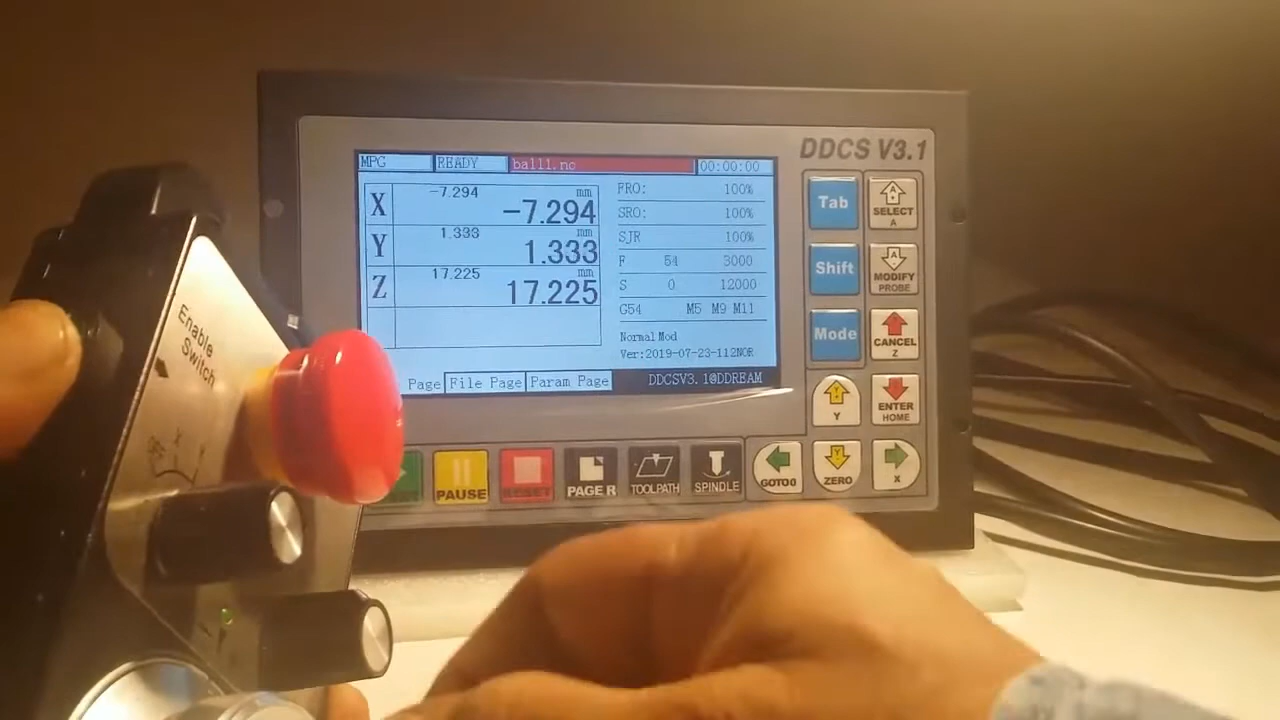 DDCS V3.1
MPG READY ball1.nc 00:00:00
X -7.294 mm -7.294
Y 1.333 mm 1.333
Z 17.225 mm 17.225
FRO: 100%
SRO: 100%
SJR 100%
F 54 3000
S 0 12000
G54 M5 M9 M11
Normal Mod
Ver:2019-07-23-112NOR
Page File Page Param Page DDCSV3.1@DDREAM
Tab
A+
SELECT
A
Shift
A-
MODIFY
PROBE
Mode
CANCEL
Z
Y+
Y
ENTER
HOME
PAUSE
RESET
PAGE R
TOOLPATH
SPINDLE
GOTO0
Y-
ZERO
X
Enable
Switch